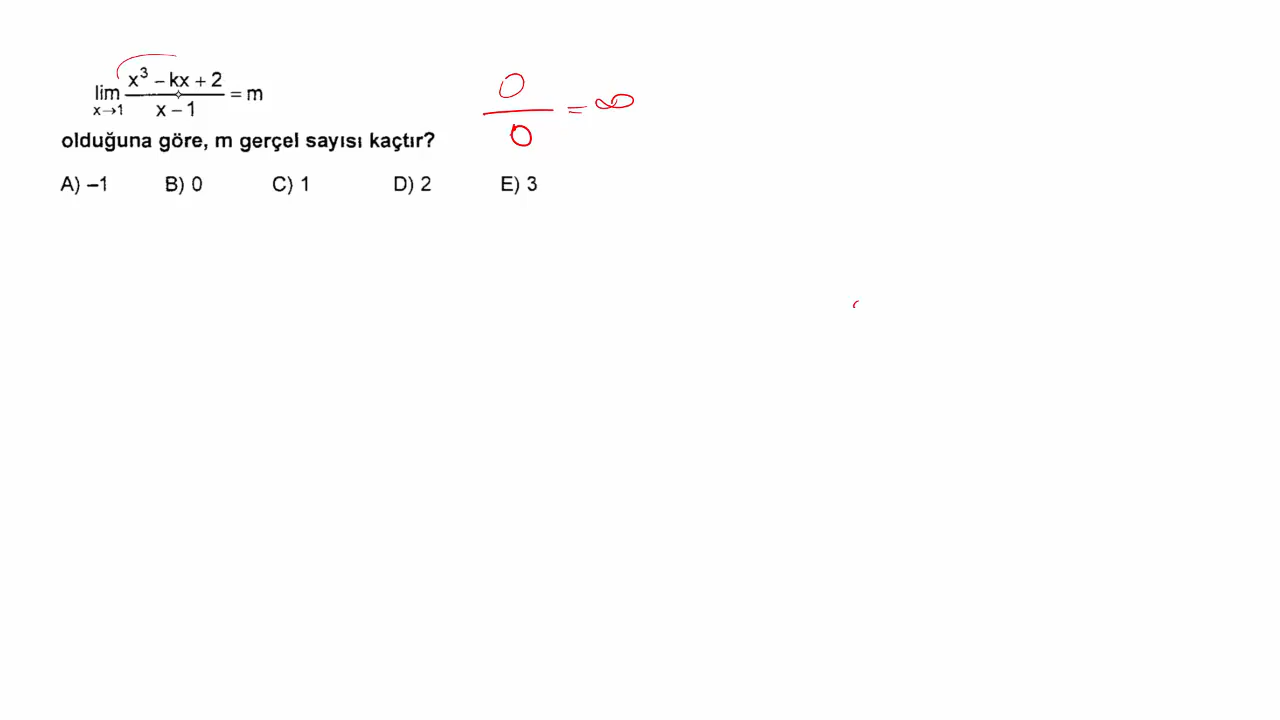 lim x→1 x³ – kx + 2 / x – 1 = m
0 / 0 = ∞
olduğuna göre, m gerçel sayısı kaçtır?
A) –1 B) 0 C) 1 D) 2 E) 3